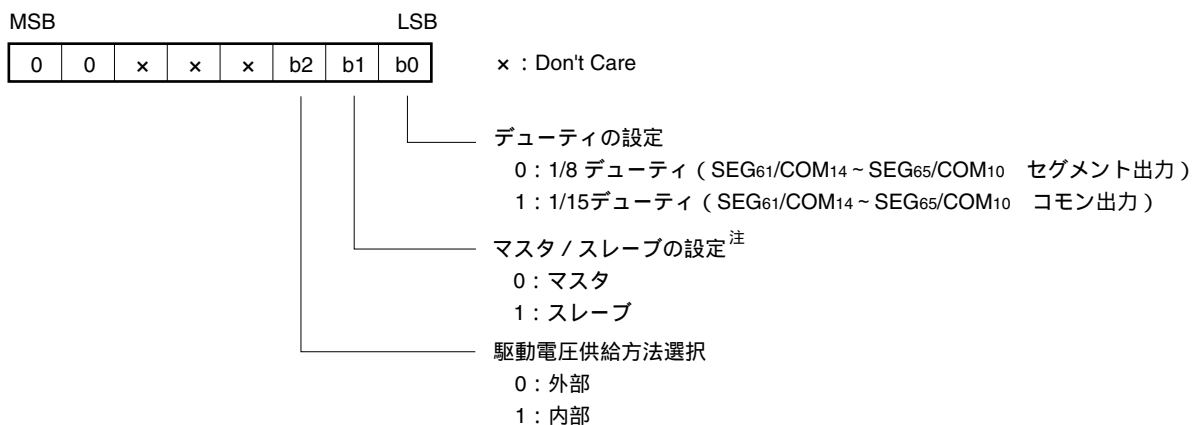 MSB LSB
0 0 × × × b2 b1 b0 ×：Don't Care
デューティの設定
0：1/8 デューティ（SEG61/COM14～SEG65/COM10　セグメント出力）
1：1/15デューティ（SEG61/COM14～SEG65/COM10　コモン出力）
マスタ／スレーブの設定注
0：マスタ
1：スレーブ
駆動電圧供給方法選択
0：外部
1：内部